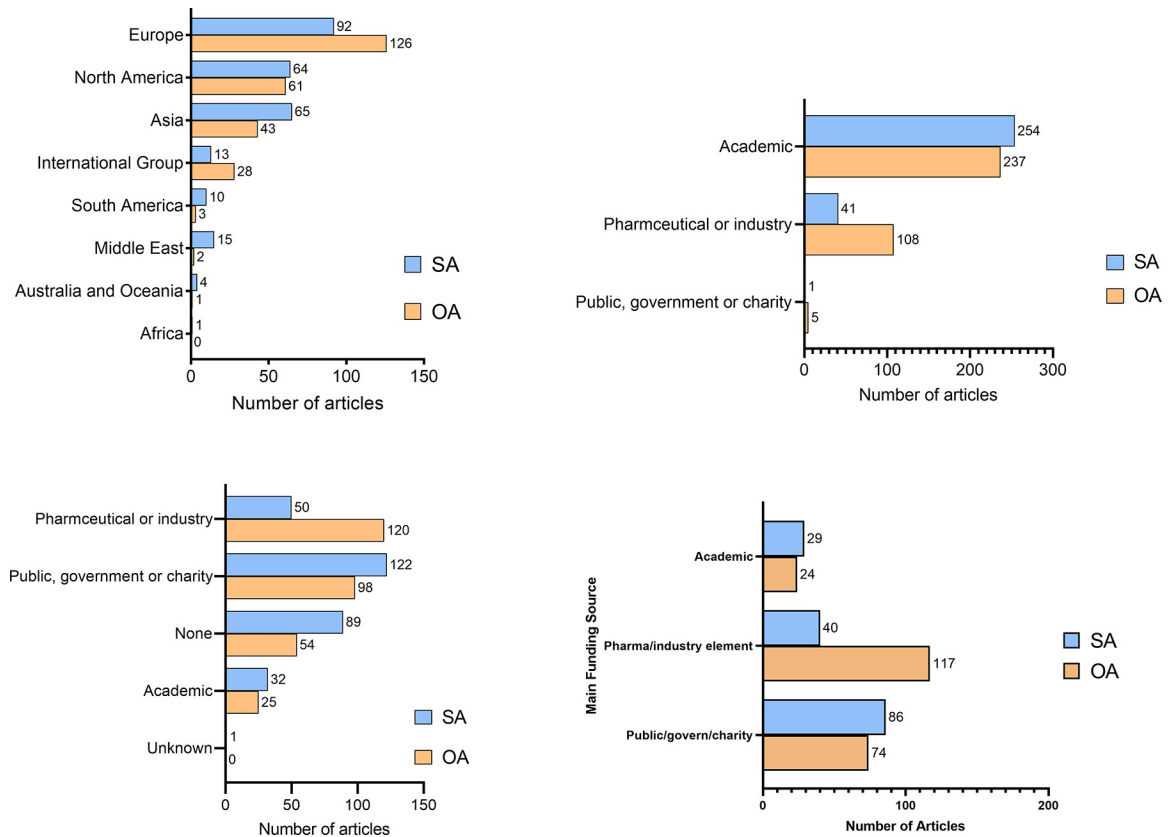 Europe 92
126
North America 64
61
Asia 65
43
International Group 13
28
South America 10
3
Middle East 15
2
Australia and Oceania 4
1
Africa 1
0
SA
OA
0 50 100 150
Number of articles
Academic 254
237
Pharmceutical or industry 41
108
Public, government or charity 1
5
SA
OA
0 100 200 300
Number of articles
Pharmceutical or industry 50
120
Public, government or charity 122
98
None 89
54
Academic 32
25
Unknown 1
0
SA
OA
0 50 100 150
Number of articles
Main Funding Source
Academic 29
24
Pharma/industry element 40
117
Public/govern/charity 86
74
SA
OA
0 100 200
Number of Articles